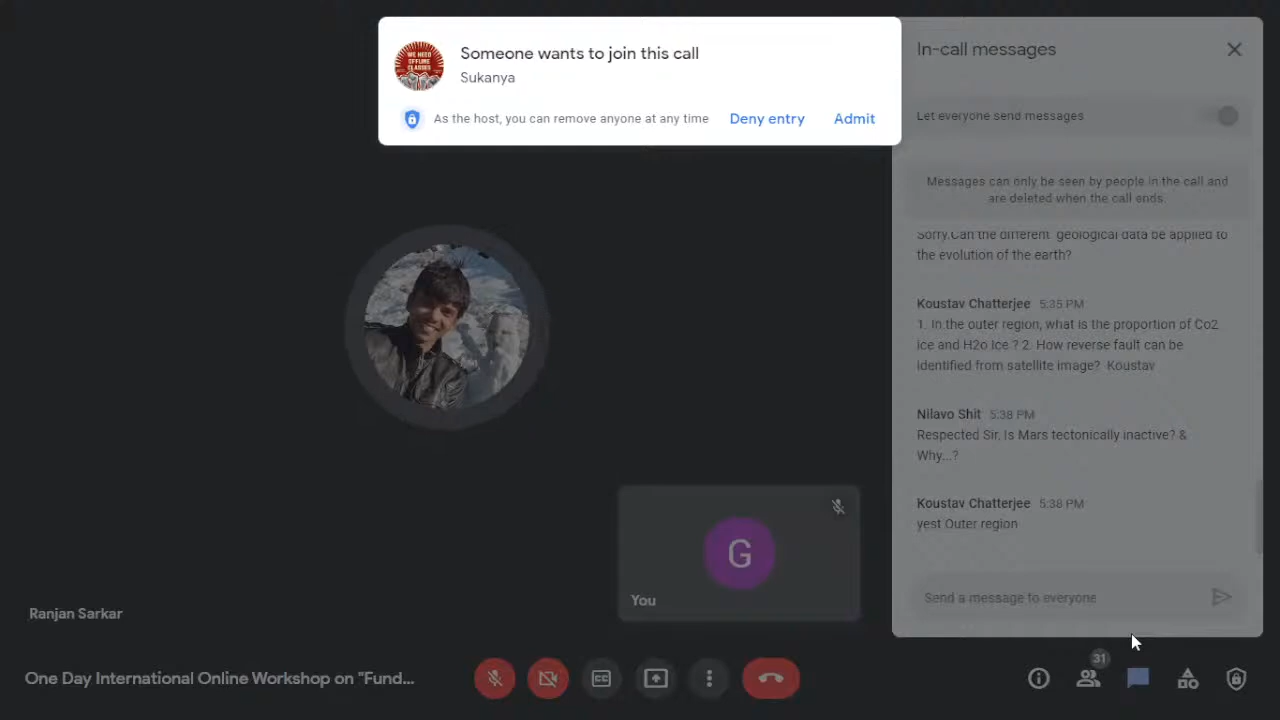 Someone wants to join this call
Sukanya
WE NEED
OFFLINE
CLASSES
As the host, you can remove anyone at any time
Deny entry
Admit
In-call messages
Let everyone send messages
Messages can only be seen by people in the call and
are deleted when the call ends.
Sorry.Can the different geological data be applied to
the evolution of the earth?
Koustav Chatterjee 5:35 PM
1. In the outer region, what is the proportion of Co2
ice and H2o Ice ? 2. How reverse fault can be
identified from satellite image? Koustav
Nilavo Shit 5:38 PM
Respected Sir, Is Mars tectonically inactive? &
Why...?
Koustav Chatterjee 5:38 PM
yest Outer region
Send a message to everyone
G
You
Ranjan Sarkar
One Day International Online Workshop on "Fund...
CC
31